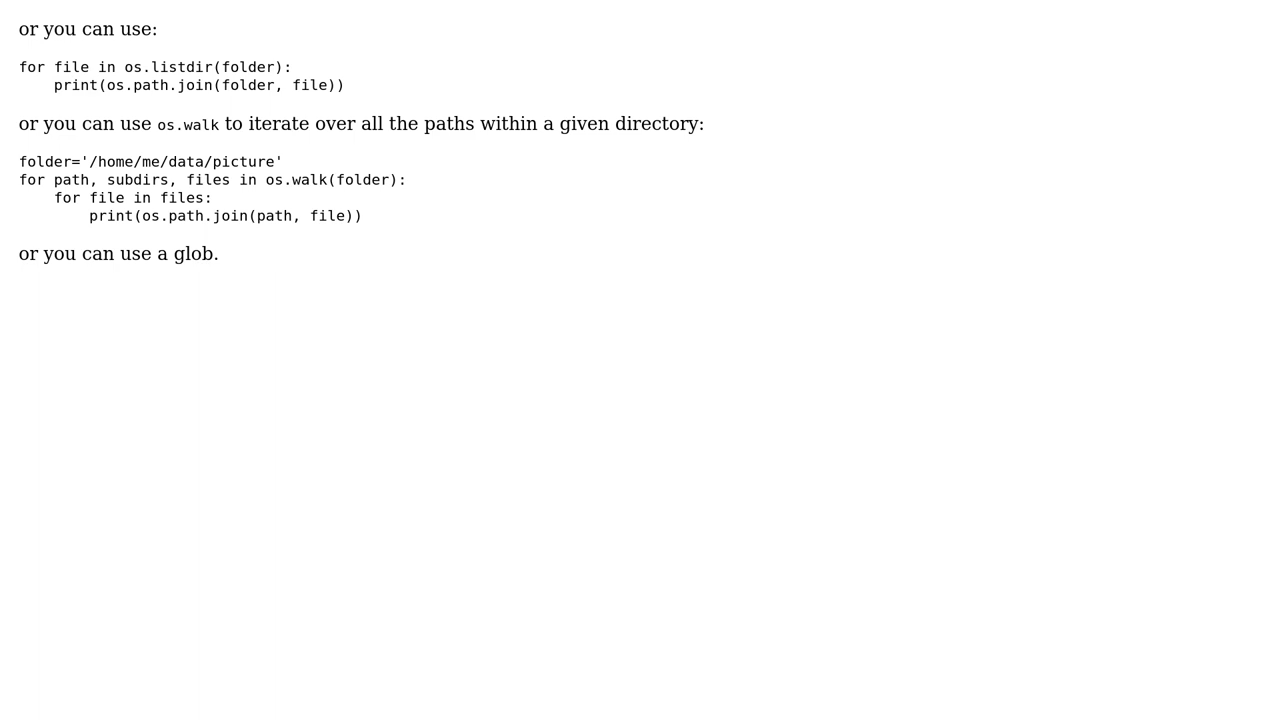 or you can use:
for file in os.listdir(folder):
    print(os.path.join(folder, file))
or you can use os.walk to iterate over all the paths within a given directory:
folder='/home/me/data/picture'
for path, subdirs, files in os.walk(folder):
    for file in files:
        print(os.path.join(path, file))
or you can use a glob.